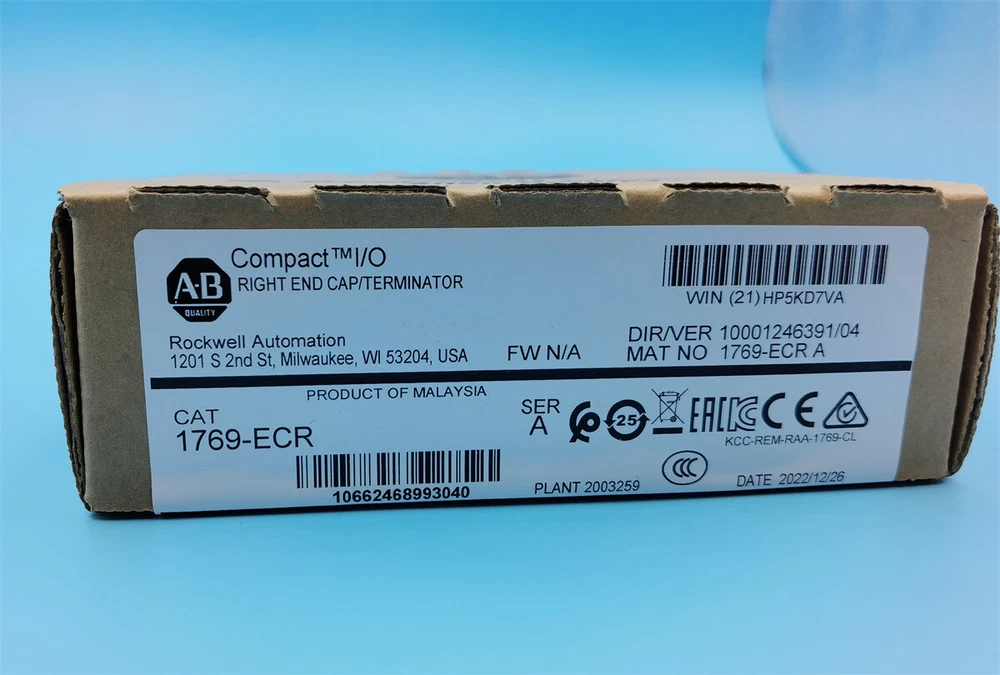 Compact™I/O
RIGHT END CAP/TERMINATOR
A-B
QUALITY
WIN (21) HP5KD7VA
Rockwell Automation
1201 S 2nd St, Milwaukee, WI 53204, USA
FW N/A
DIR/VER 10001246391/04
MAT NO 1769-ECR A
PRODUCT OF MALAYSIA
CAT
1769-ECR
SER
A
25
EAC
CE
KCC-REM-RAA-1769-CL
10662468993040
PLANT 2003259
CCC
DATE 2022/12/26